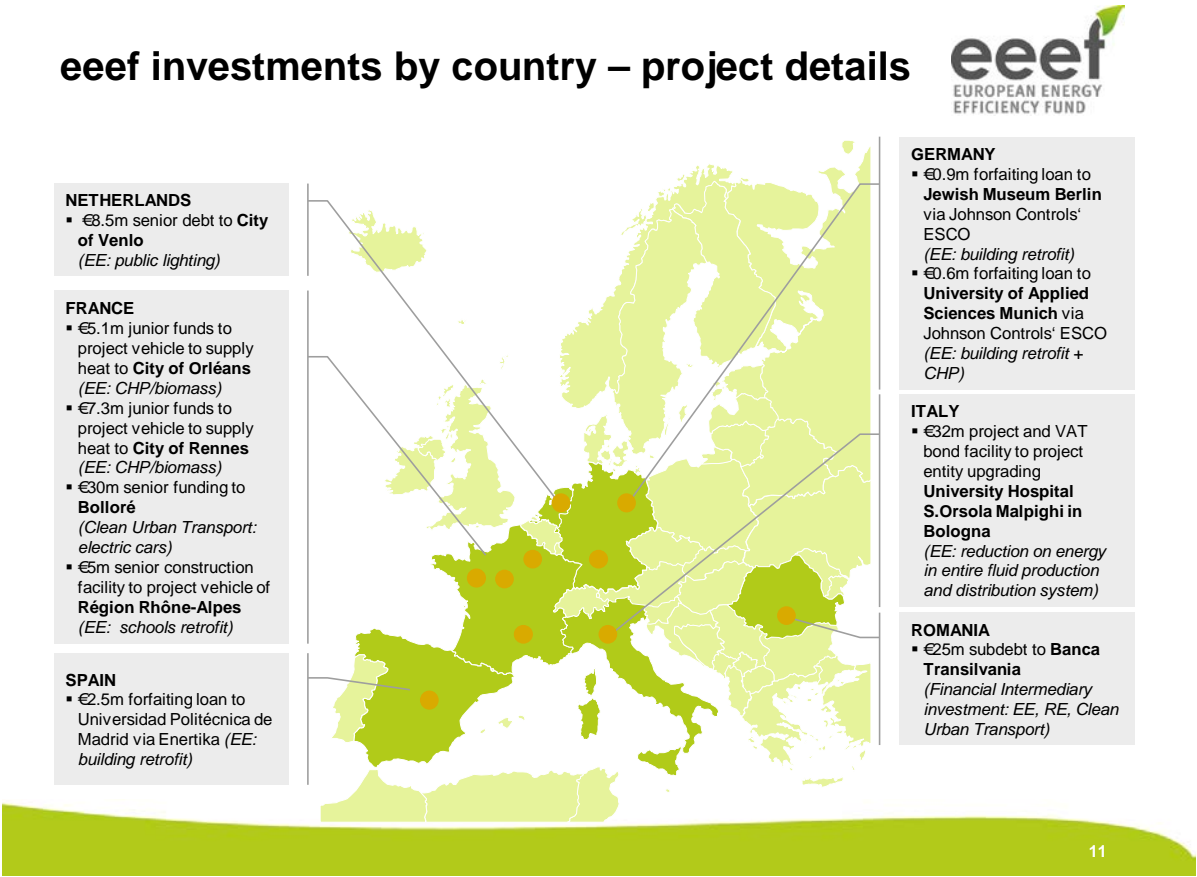 eeef investments by country – project details
eeef
EUROPEAN ENERGY
EFFICIENCY FUND
NETHERLANDS
▪ €8.5m senior debt to City
of Venlo
(EE: public lighting)
FRANCE
▪ €5.1m junior funds to
project vehicle to supply
heat to City of Orléans
(EE: CHP/biomass)
▪ €7.3m junior funds to
project vehicle to supply
heat to City of Rennes
(EE: CHP/biomass)
▪ €30m senior funding to
Bolloré
(Clean Urban Transport:
electric cars)
▪ €5m senior construction
facility to project vehicle of
Région Rhône-Alpes
(EE: schools retrofit)
SPAIN
▪ €2.5m forfaiting loan to
Universidad Politécnica de
Madrid via Enertika (EE:
building retrofit)
GERMANY
▪ €0.9m forfaiting loan to
Jewish Museum Berlin
via Johnson Controls‘
ESCO
(EE: building retrofit)
▪ €0.6m forfaiting loan to
University of Applied
Sciences Munich via
Johnson Controls‘ ESCO
(EE: building retrofit +
CHP)
ITALY
▪ €32m project and VAT
bond facility to project
entity upgrading
University Hospital
S.Orsola Malpighi in
Bologna
(EE: reduction on energy
in entire fluid production
and distribution system)
ROMANIA
▪ €25m subdebt to Banca
Transilvania
(Financial Intermediary
investment: EE, RE, Clean
Urban Transport)
11